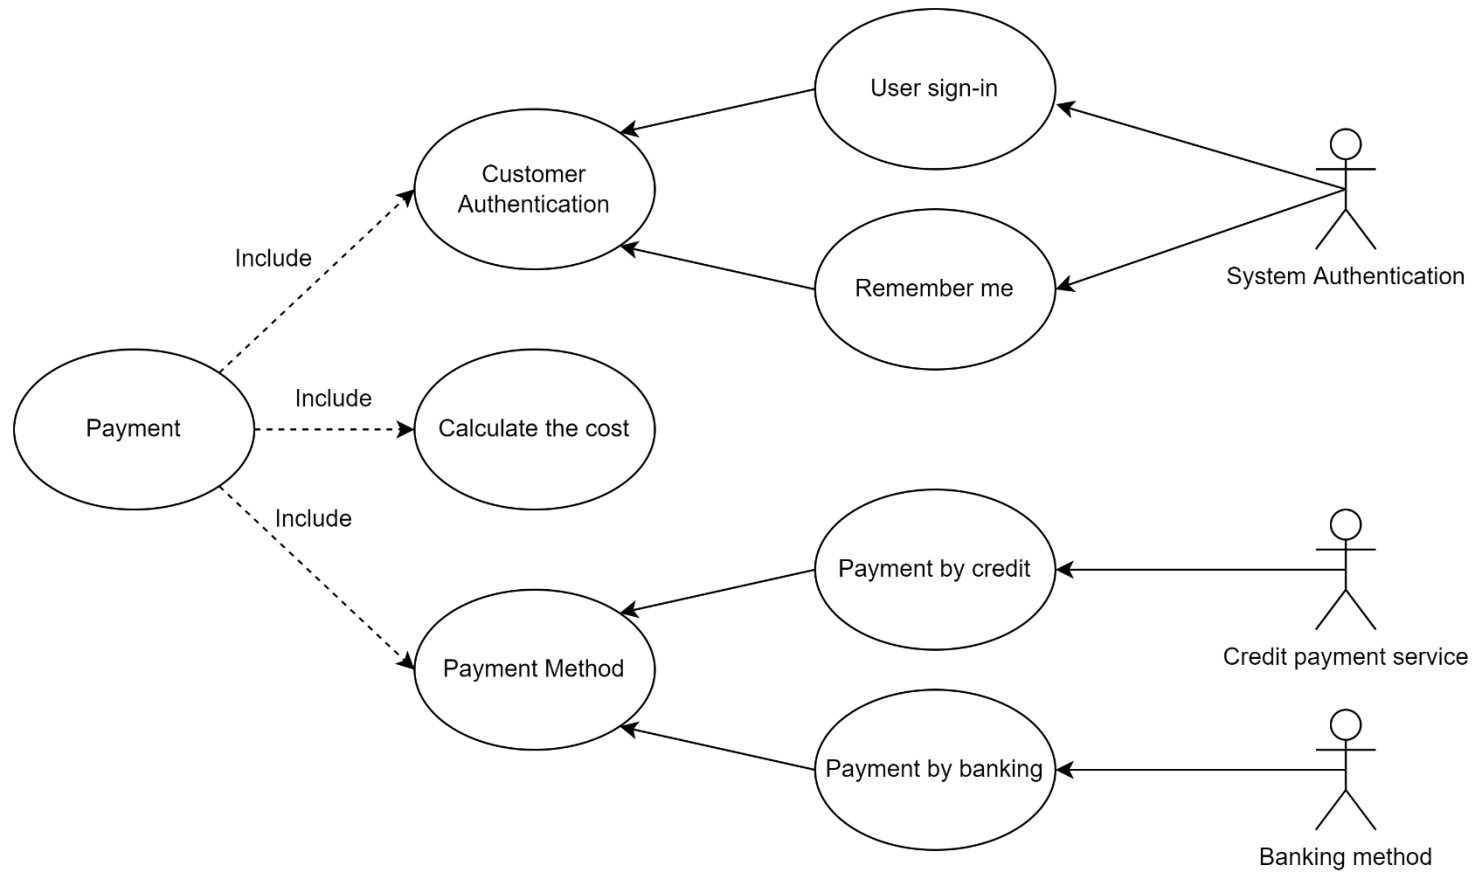 User sign-in
Customer
Authentication
Include
Remember me
System Authentication
Payment
Include
Calculate the cost
Include
Payment by credit
Credit payment service
Payment Method
Payment by banking
Banking method